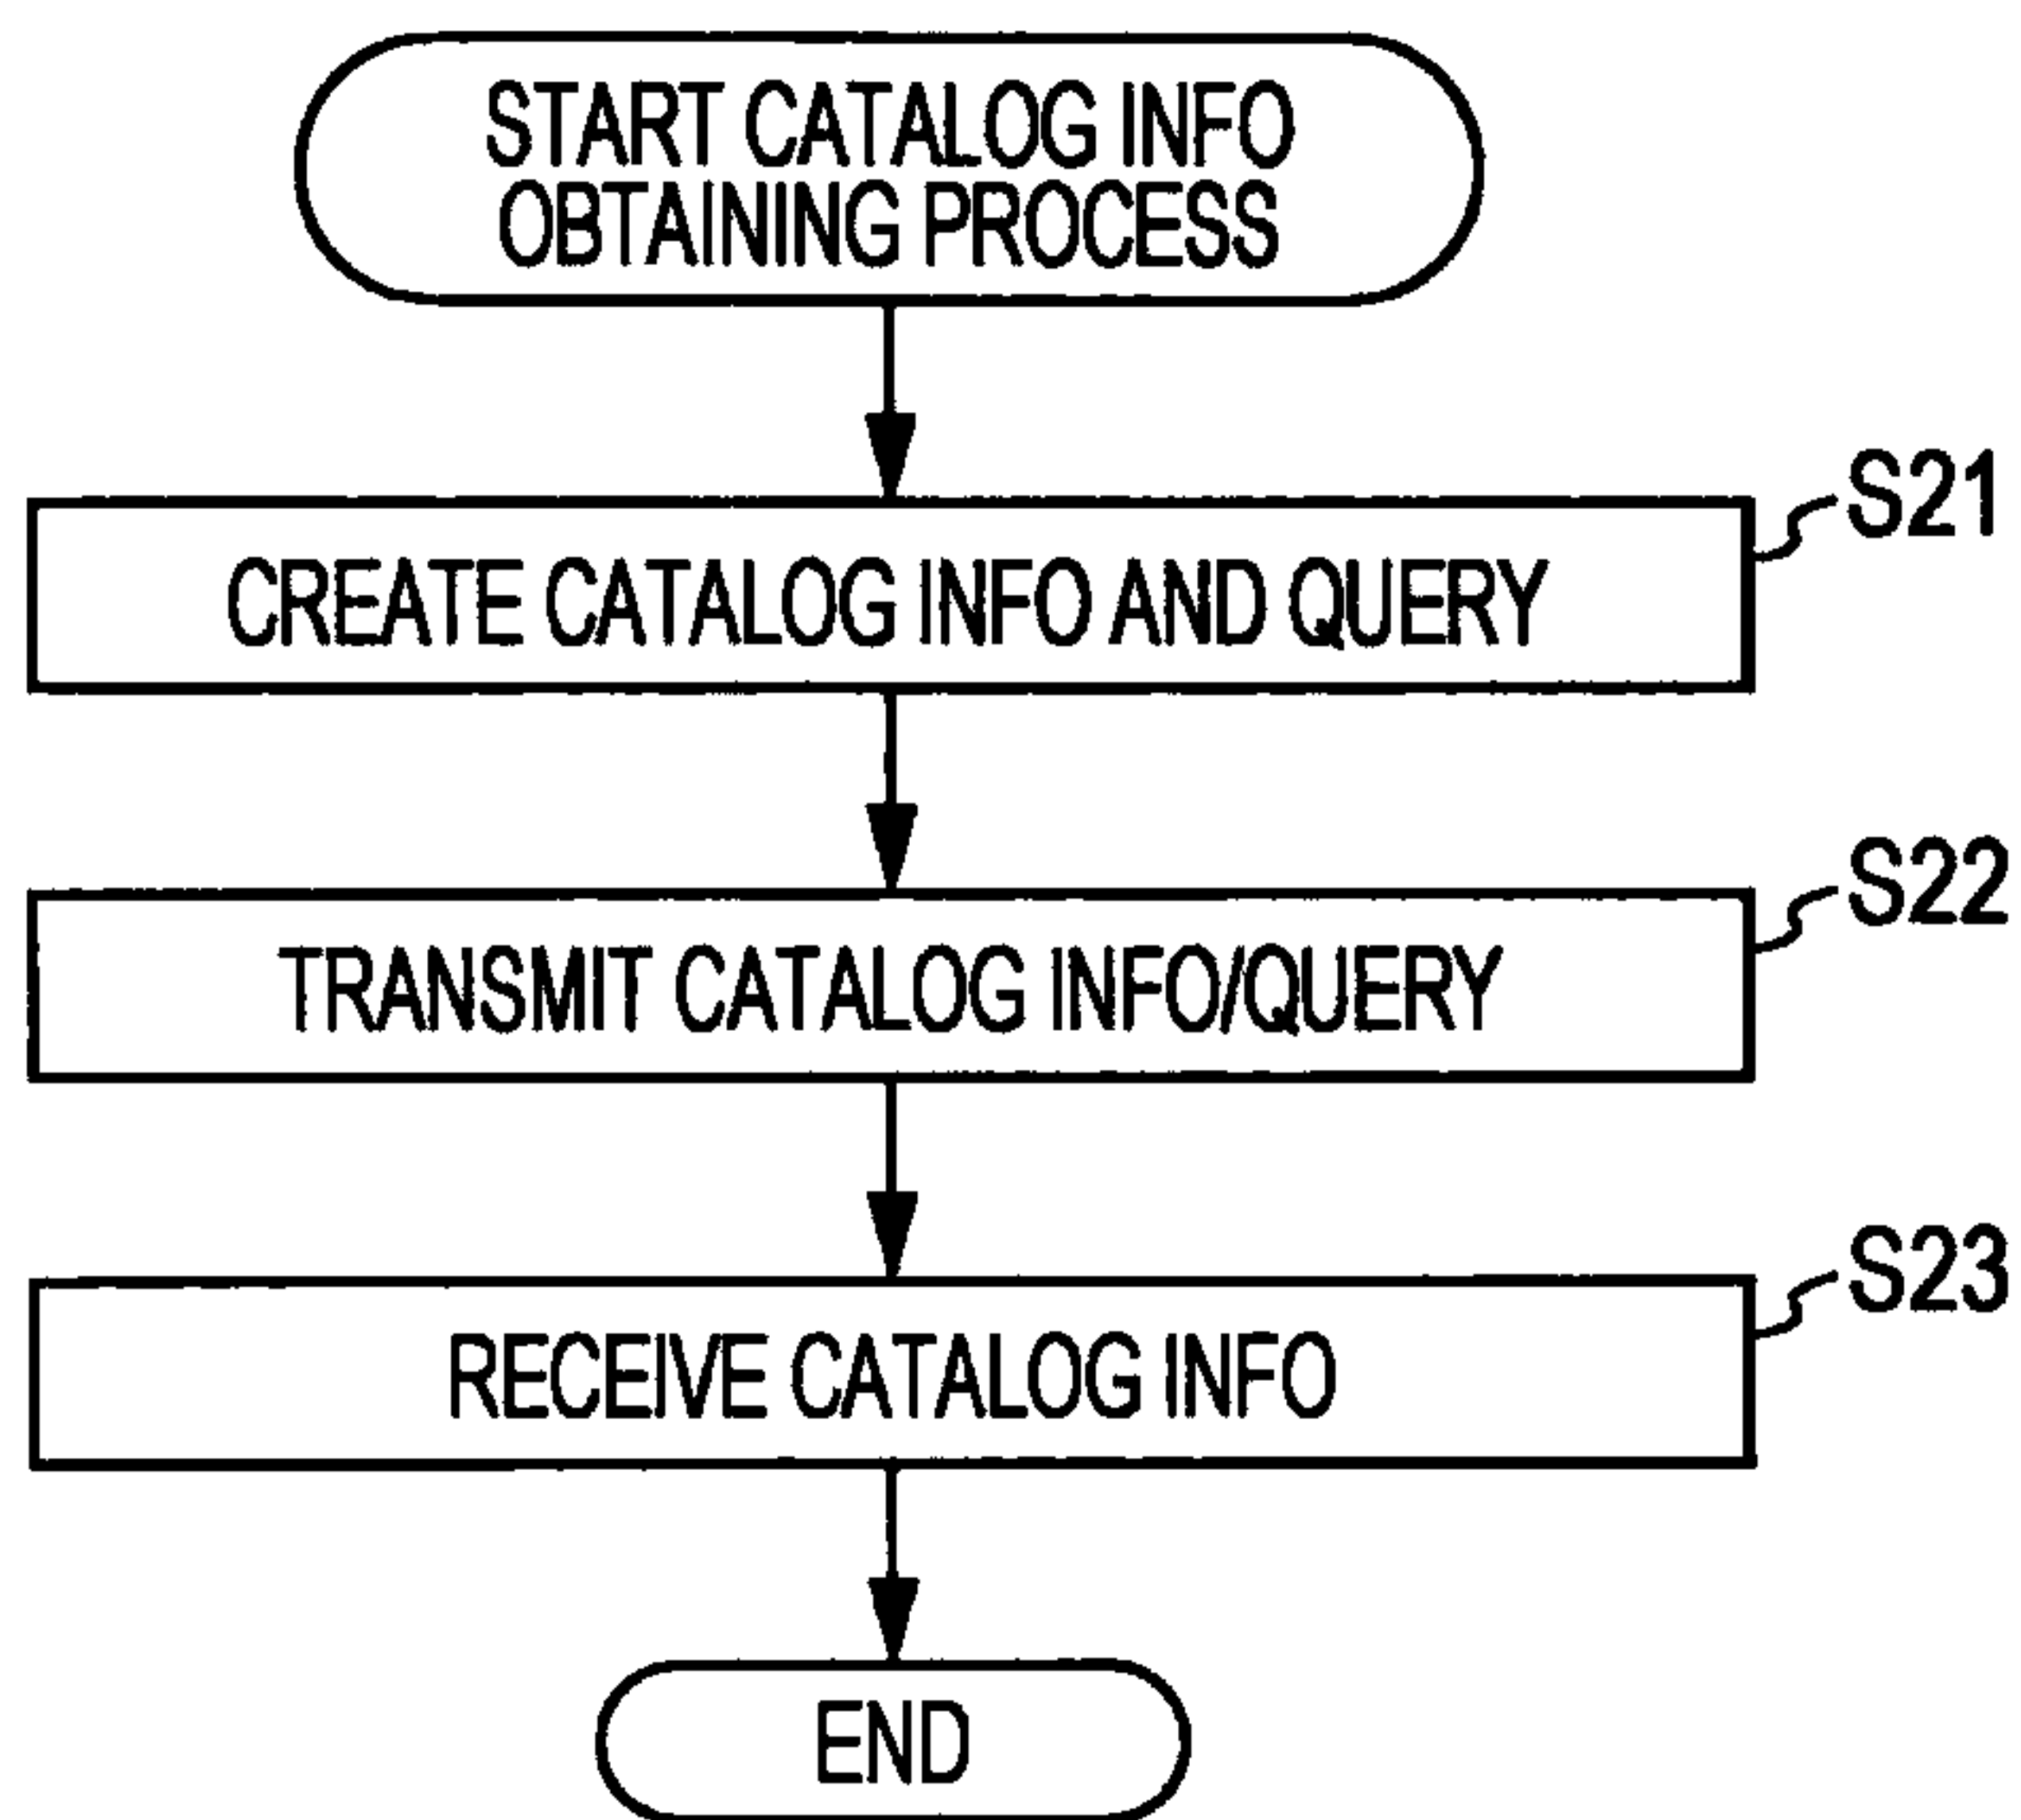 START CATALOG INFO
OBTAINING PROCESS
S21
CREATE CATALOG INFO AND QUERY
S22
TRANSMIT CATALOG INFO/QUERY
S23
RECEIVE CATALOG INFO
END